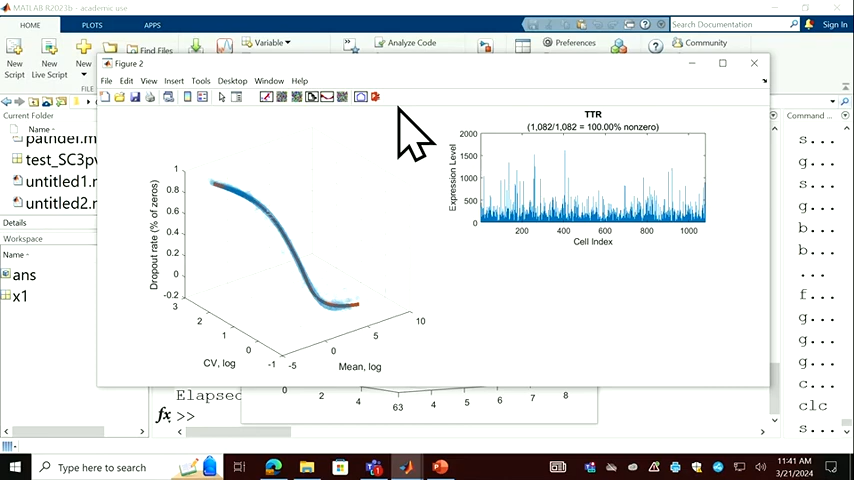 MATLAB R2023b - academic use
HOME
PLOTS
APPS
Search Documentation
Sign In
New
Script
New
Live Script
New
Find Files
Variable
Analyze Code
Preferences
Community
FILE
Figure 2
File Edit View Insert Tools Desktop Window Help
Current Folder
Name
pathdef.m
test_SC3pv
untitled1.m
untitled2.m
Details
Workspace
Name
ans
x1
Dropout rate (% of zeros)
1
0.8
0.6
0.4
0.2
0
-0.2
3
2
1
0
-1
CV, log
-5
0
5
10
Mean, log
TTR
(1,082/1,082 = 100.00% nonzero)
Expression Level
2000
1500
1000
500
0
200 400 600 800 1000
Cell Index
Command ...
s...
g...
s...
g...
b...
b...
...
f...
g...
g...
g...
c...
clc
s...
Elapsed
0 2 4 63 4 5 6 7 8
fx >>
Type here to search
11:41 AM
3/21/2024